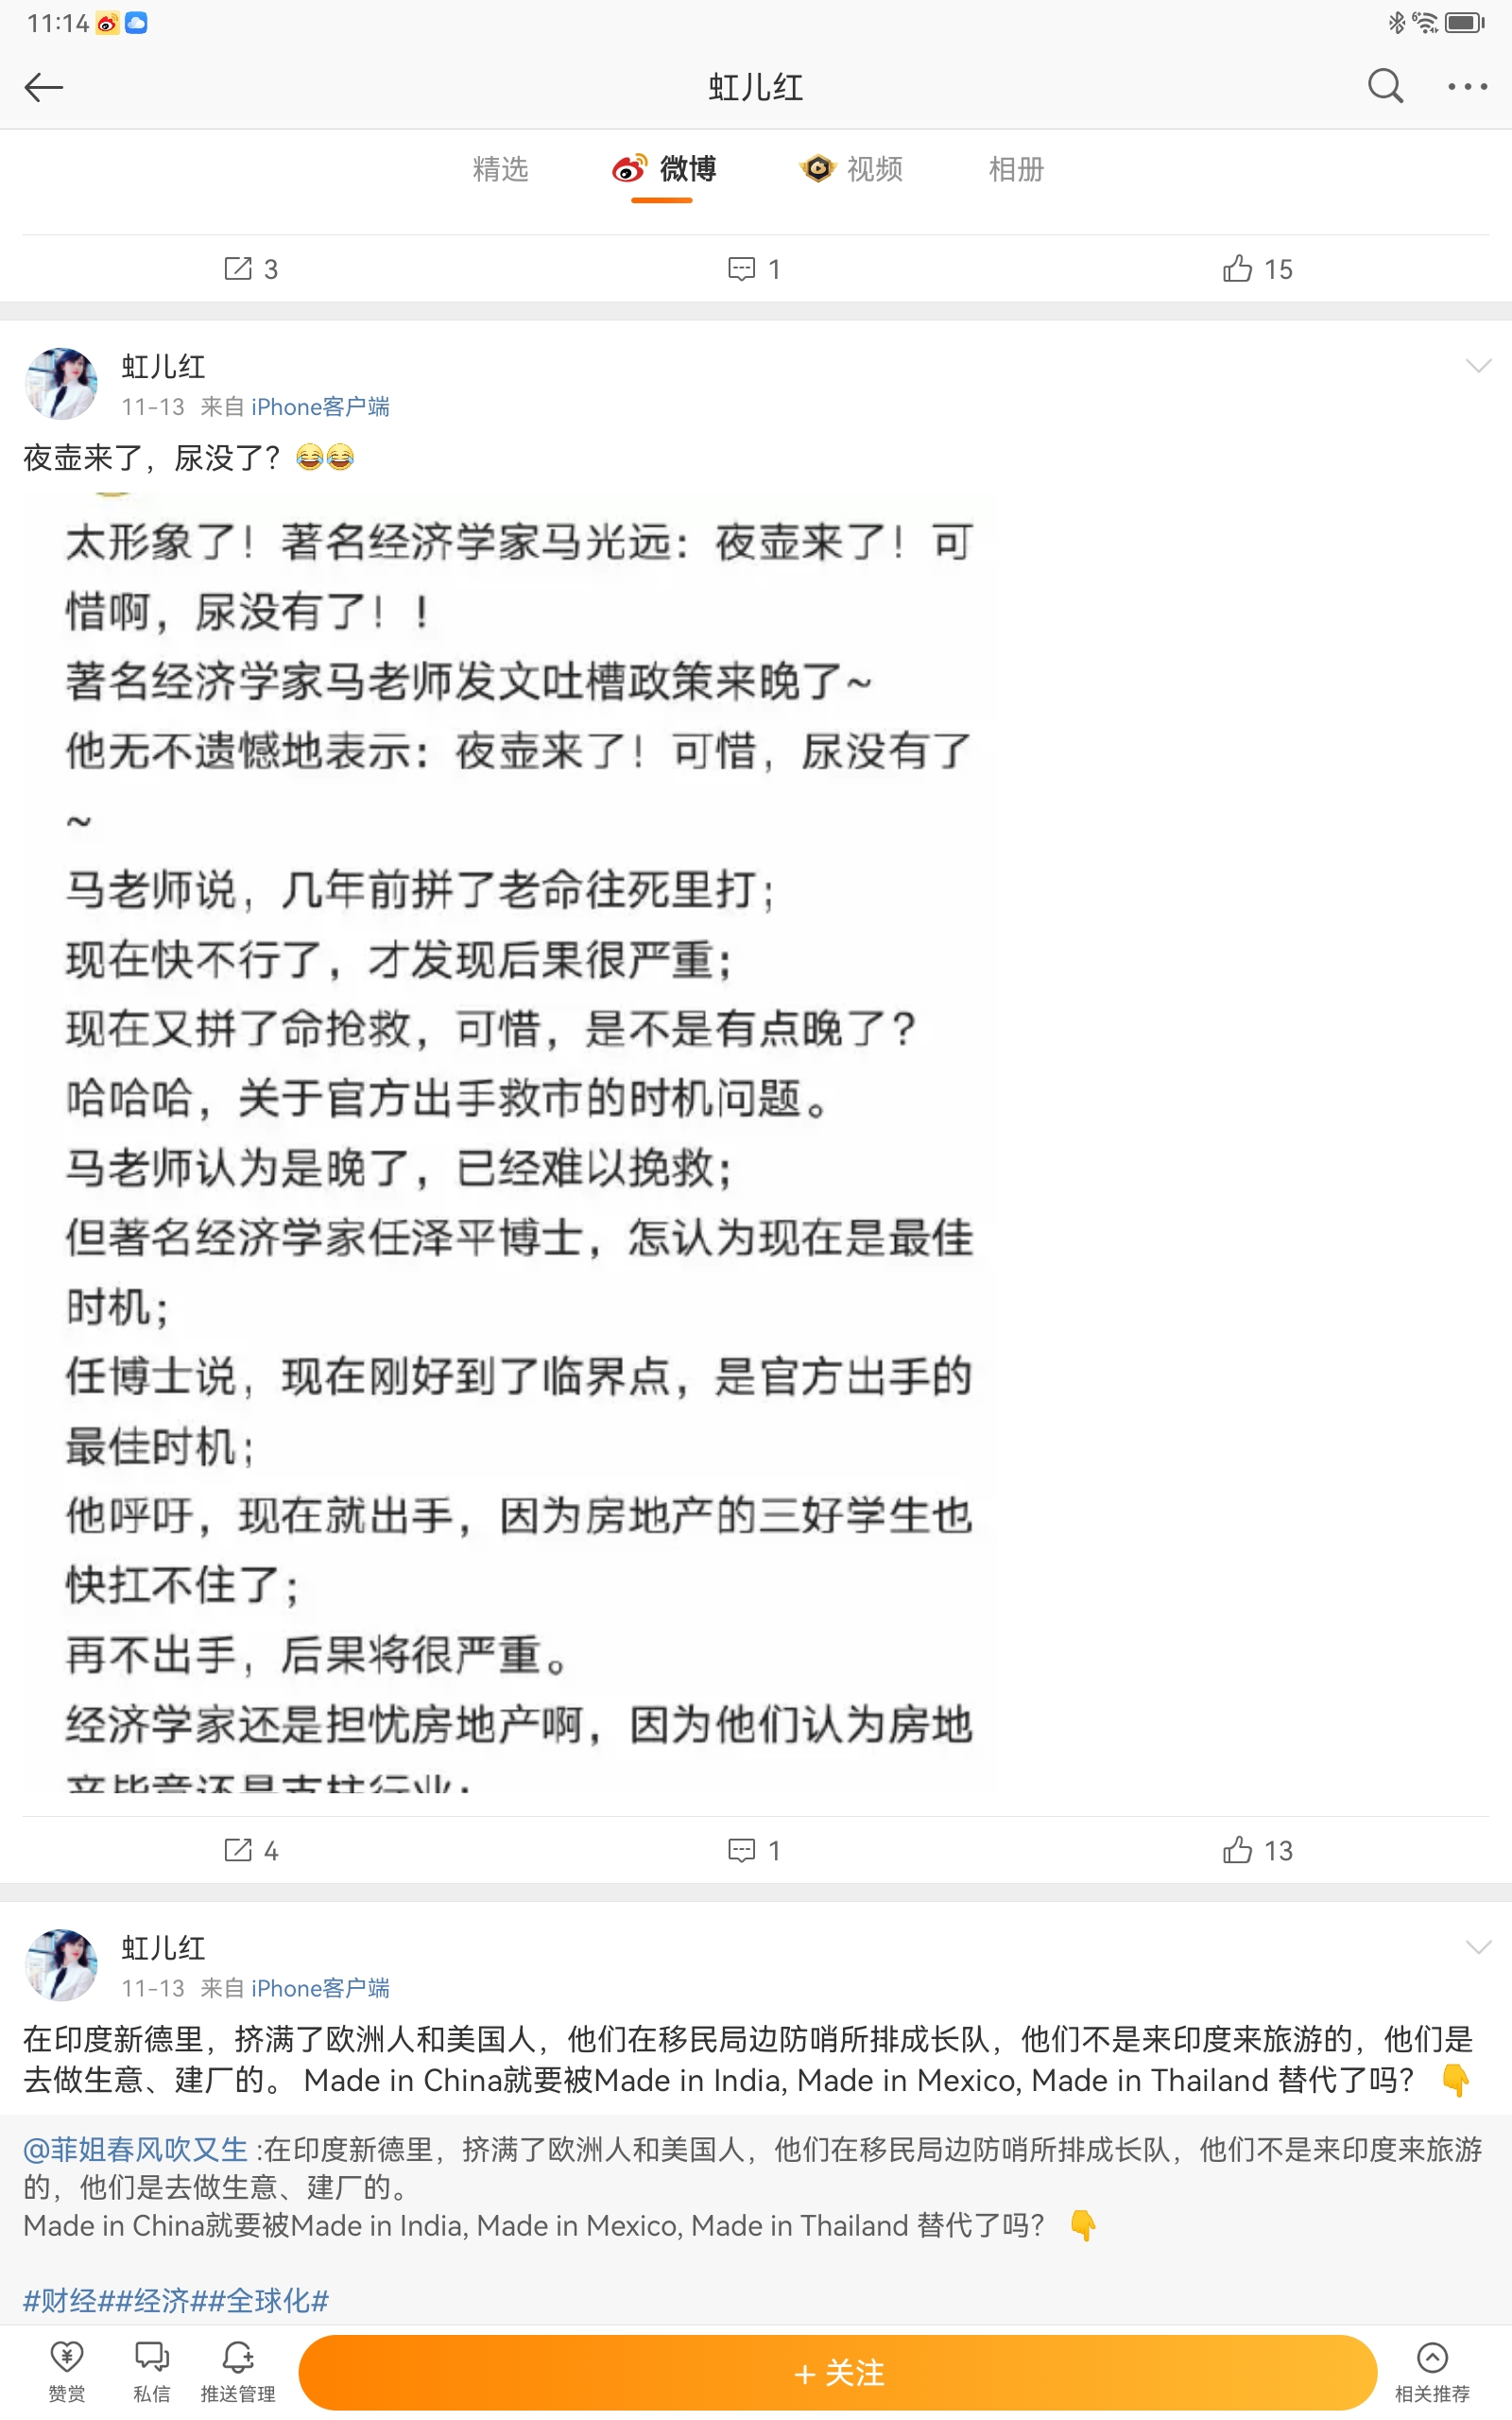 11:14
虹儿红
精选 微博 视频 相册
3 1 15
虹儿红
11-13 来自 iPhone客户端
夜壶来了，尿没了？😂😂
太形象了！著名经济学家马光远：夜壶来了！可
惜啊，尿没有了！！
著名经济学家马老师发文吐槽政策来晚了~
他无不遗憾地表示：夜壶来了！可惜，尿没有了
~
马老师说，几年前拼了老命往死里打；
现在快不行了，才发现后果很严重；
现在又拼了命抢救，可惜，是不是有点晚了？
哈哈哈，关于官方出手救市的时机问题。
马老师认为是晚了，已经难以挽救；
但著名经济学家任泽平博士，怎认为现在是最佳
时机；
任博士说，现在刚好到了临界点，是官方出手的
最佳时机；
他呼吁，现在就出手，因为房地产的三好学生也
快扛不住了；
再不出手，后果将很严重。
经济学家还是担忧房地产啊，因为他们认为房地
产毕竟还是支柱行业；
4 1 13
虹儿红
11-13 来自 iPhone客户端
在印度新德里，挤满了欧洲人和美国人，他们在移民局边防哨所排成长队，他们不是来印度来旅游的，他们是
去做生意、建厂的。 Made in China就要被Made in India, Made in Mexico, Made in Thailand 替代了吗？ 👇
@菲姐春风吹又生 :在印度新德里，挤满了欧洲人和美国人，他们在移民局边防哨所排成长队，他们不是来印度来旅游
的，他们是去做生意、建厂的。
Made in China就要被Made in India, Made in Mexico, Made in Thailand 替代了吗？ 👇
#财经##经济##全球化#
赞赏 私信 推送管理 +关注 相关推荐